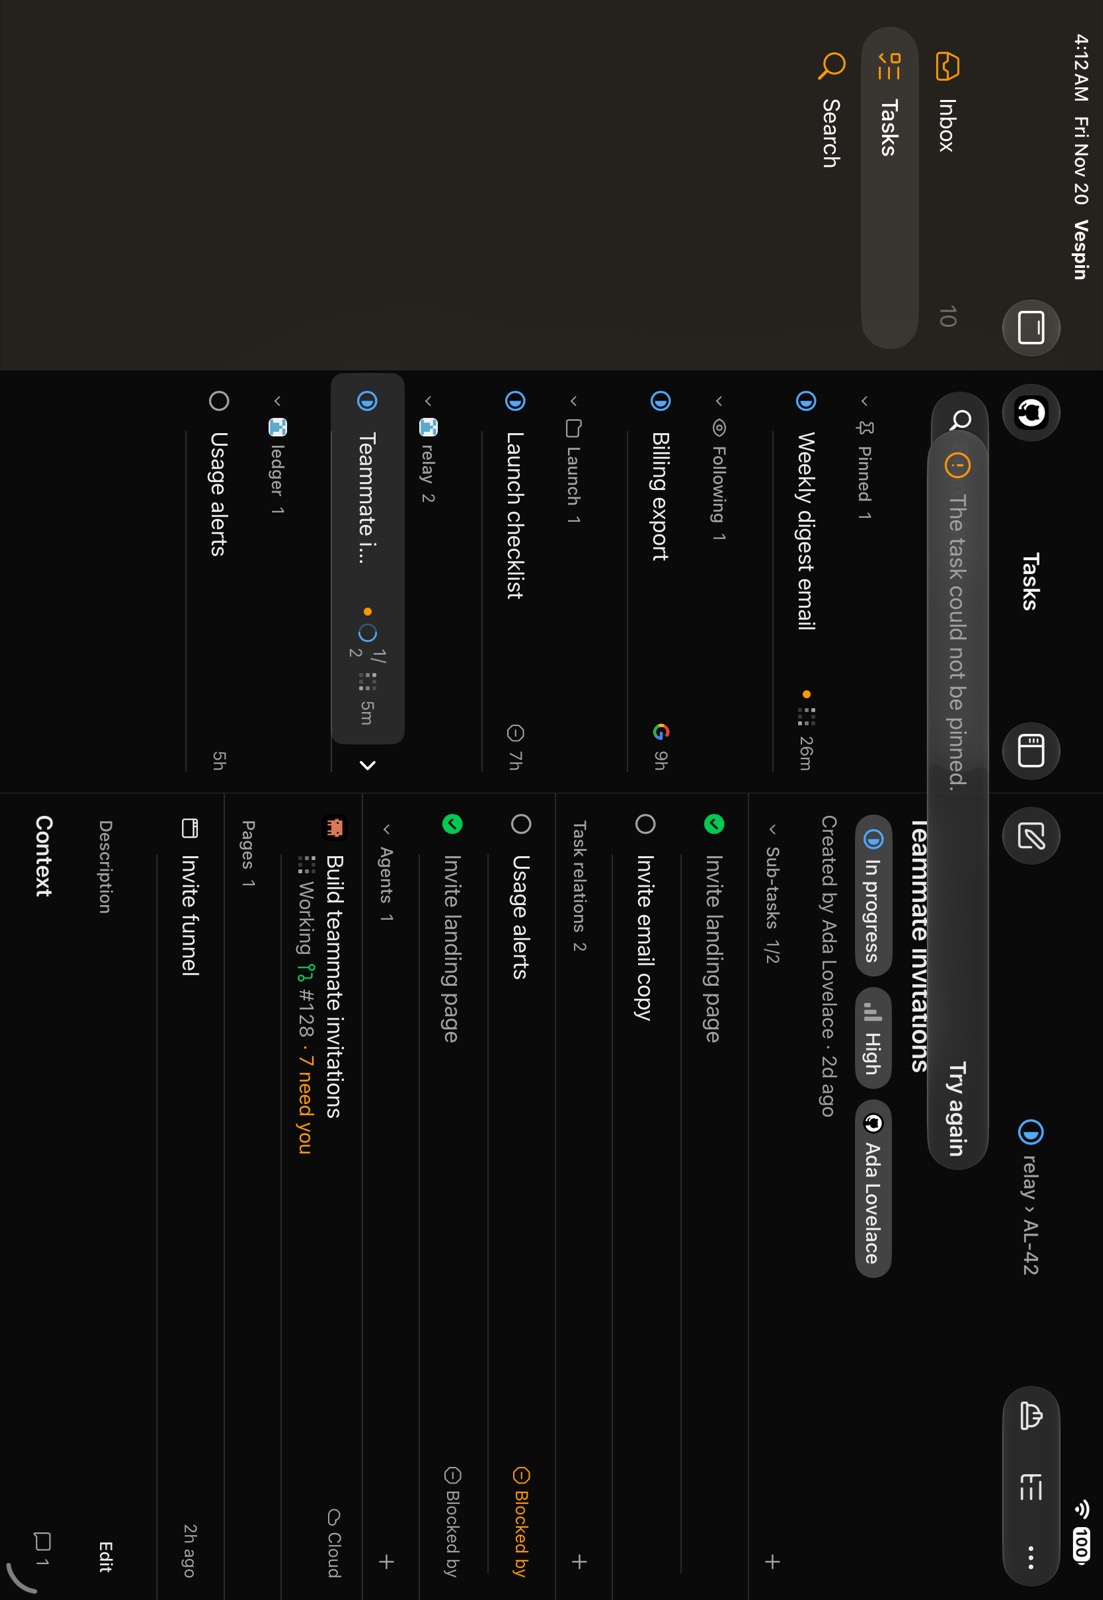 4:12 AM Fri Nov 20 Vespin
100
Inbox 10
Tasks
Search
Tasks
The task could not be pinned. Try again
Pinned 1
Weekly digest email 26m
Following 1
Billing export 9h
Launch 1
Launch checklist 7h
relay 2
Teammate i... 1/2 5m
ledger 1
Usage alerts 5h
relay › AL-42
Teammate invitations
In progress High Ada Lovelace
Created by Ada Lovelace · 2d ago
Sub-tasks 1/2
Invite landing page
Invite email copy
Task relations 2
Usage alerts Blocked by
Invite landing page Blocked by
Agents 1
Build teammate invitations Cloud
Working #128 · 7 need you
Pages 1
Invite funnel 2h ago
Description Edit
Context 1